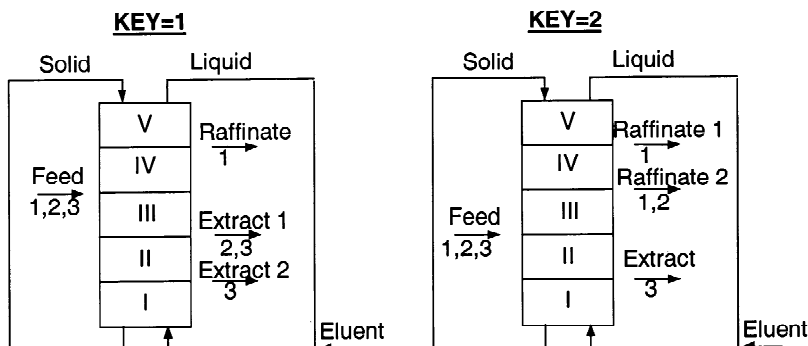 KEY=1
Solid
Liquid
V
Raffinate
1
IV
Feed
1,2,3
III
Extract 1
2,3
II
Extract 2
3
I
Eluent
KEY=2
Solid
Liquid
V
Raffinate 1
1
IV
Raffinate 2
1,2
III
Feed
1,2,3
II
Extract
3
I
Eluent